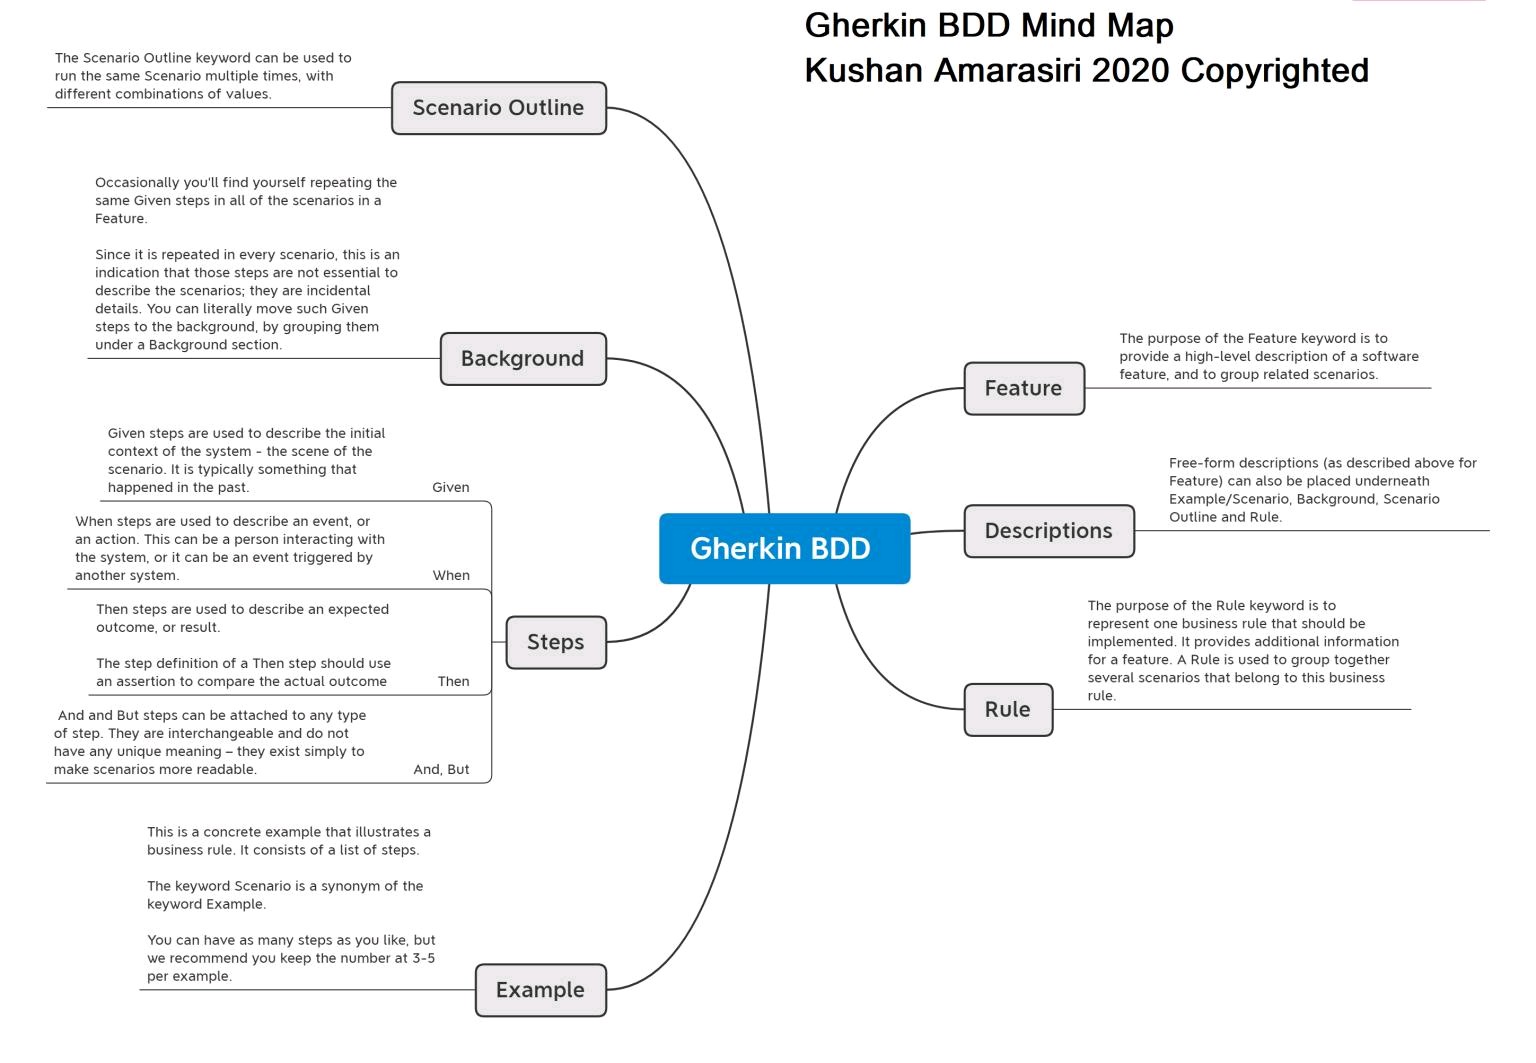 Gherkin BDD Mind Map
Kushan Amarasiri 2020 Copyrighted
The Scenario Outline keyword can be used to
run the same Scenario multiple times, with
different combinations of values.
Scenario Outline
Occasionally you'll find yourself repeating the
same Given steps in all of the scenarios in a
Feature.
Since it is repeated in every scenario, this is an
indication that those steps are not essential to
describe the scenarios; they are incidental
details. You can literally move such Given
steps to the background, by grouping them
under a Background section.
Background
Given steps are used to describe the initial
context of the system - the scene of the
scenario. It is typically something that
happened in the past.
Given
When steps are used to describe an event, or
an action. This can be a person interacting with
the system, or it can be an event triggered by
another system.
When
Then steps are used to describe an expected
outcome, or result.
The step definition of a Then step should use
an assertion to compare the actual outcome
Then
And and But steps can be attached to any type
of step. They are interchangeable and do not
have any unique meaning – they exist simply to
make scenarios more readable.
And, But
Steps
This is a concrete example that illustrates a
business rule. It consists of a list of steps.
The keyword Scenario is a synonym of the
keyword Example.
You can have as many steps as you like, but
we recommend you keep the number at 3-5
per example.
Example
Gherkin BDD
Feature
The purpose of the Feature keyword is to
provide a high-level description of a software
feature, and to group related scenarios.
Descriptions
Free-form descriptions (as described above for
Feature) can also be placed underneath
Example/Scenario, Background, Scenario
Outline and Rule.
Rule
The purpose of the Rule keyword is to
represent one business rule that should be
implemented. It provides additional information
for a feature. A Rule is used to group together
several scenarios that belong to this business
rule.